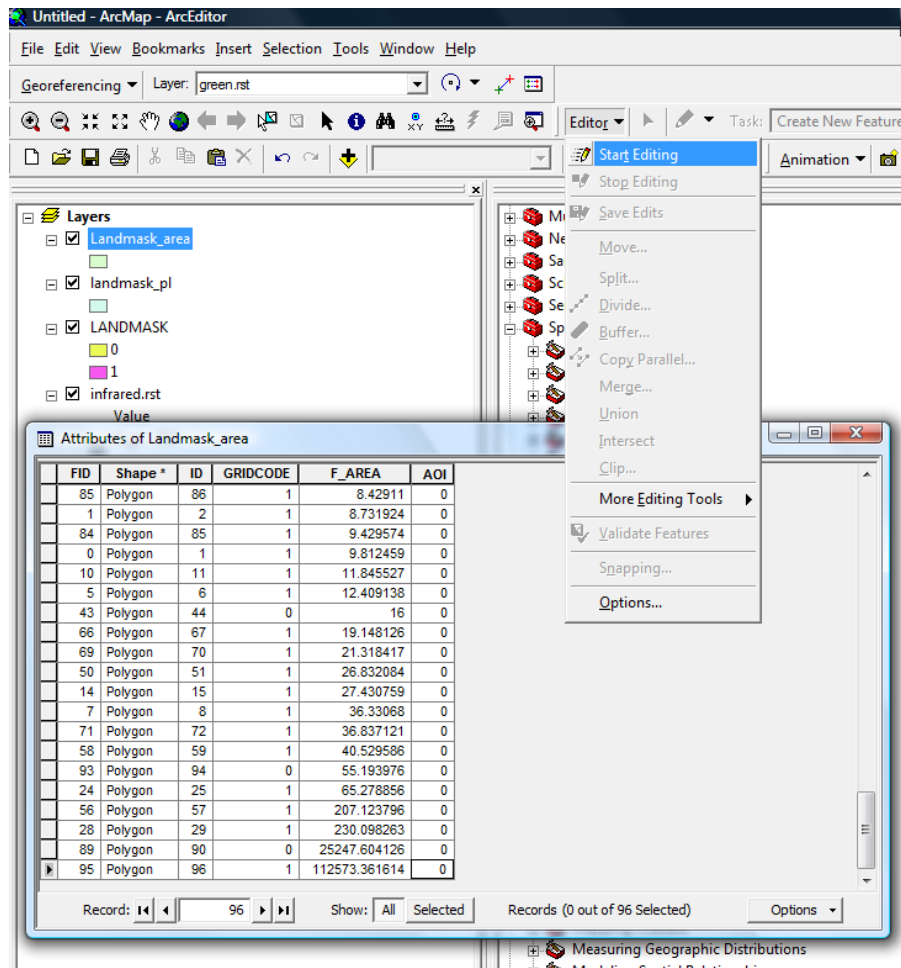 Untitled - ArcMap - ArcEditor
File Edit View Bookmarks Insert Selection Tools Window Help
Georeferencing Layer: green.rst
Editor Task: Create New Feature
Start Editing Animation
Stop Editing
Save Edits
Move...
Split...
Divide...
Buffer...
Copy Parallel...
Merge...
Union
Intersect
Clip...
More Editing Tools
Validate Features
Snapping...
Options...
Layers
Landmask_area
landmask_pl
LANDMASK
0
1
infrared.rst
Value
M
Ne
Sa
Sc
Se
Sp
Attributes of Landmask_area
FID Shape * ID GRIDCODE F_AREA AOI
85 Polygon 86 1 8.42911 0
1 Polygon 2 1 8.731924 0
84 Polygon 85 1 9.429574 0
0 Polygon 1 1 9.812459 0
10 Polygon 11 1 11.845527 0
5 Polygon 6 1 12.409138 0
43 Polygon 44 0 16 0
66 Polygon 67 1 19.148126 0
69 Polygon 70 1 21.318417 0
50 Polygon 51 1 26.832084 0
14 Polygon 15 1 27.430759 0
7 Polygon 8 1 36.33068 0
71 Polygon 72 1 36.837121 0
58 Polygon 59 1 40.529586 0
93 Polygon 94 0 55.193976 0
24 Polygon 25 1 65.278856 0
56 Polygon 57 1 207.123796 0
28 Polygon 29 1 230.098263 0
89 Polygon 90 0 25247.604126 0
95 Polygon 96 1 112573.361614 0
Record: 96 Show: All Selected Records (0 out of 96 Selected) Options
Measuring Geographic Distributions